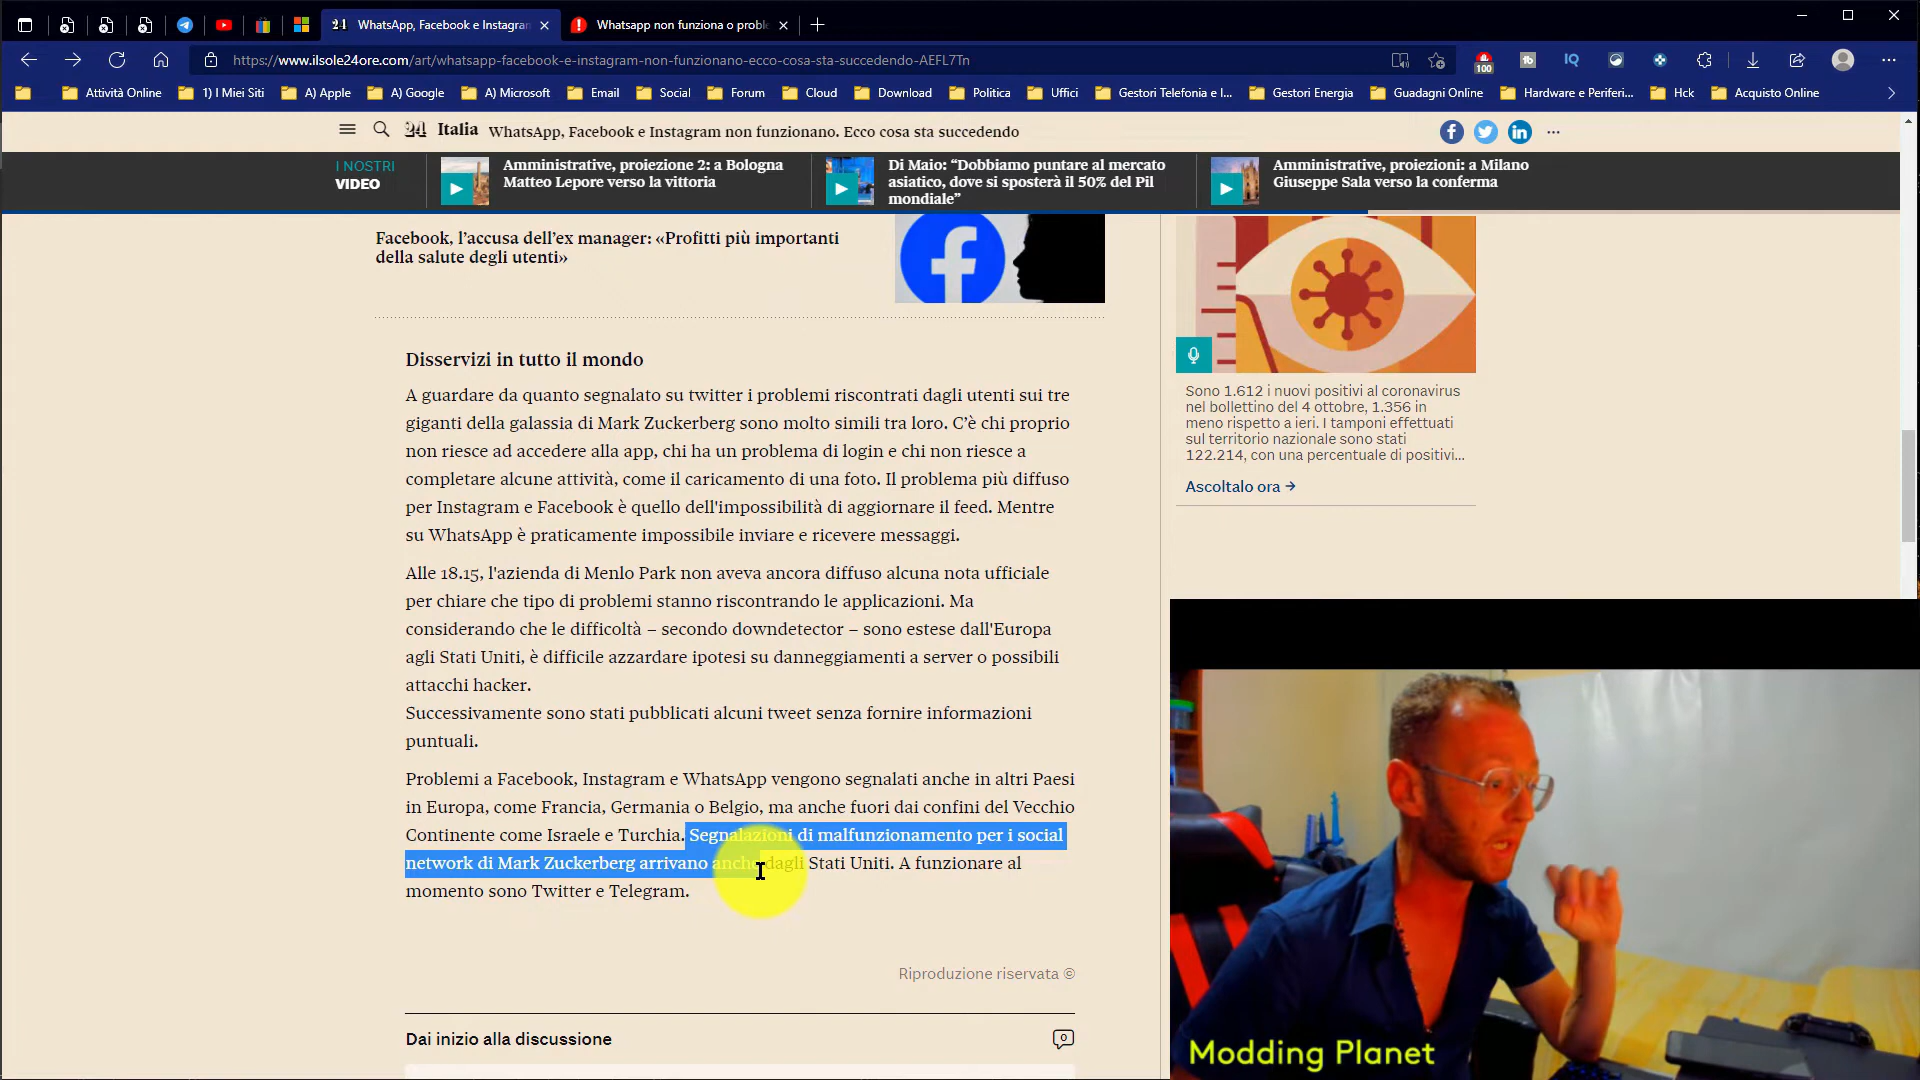 WhatsApp, Facebook e Instagram
Whatsapp non funziona o proble
https://www.ilsole24ore.com/art/whatsapp-facebook-e-instagram-non-funzionano-ecco-cosa-sta-succedendo-AEFL7Tn
100
Attività Online
1) I Miei Siti
A) Apple
A) Google
A) Microsoft
Email
Social
Forum
Cloud
Download
Politica
Uffici
Gestori Telefonia e I...
Gestori Energia
Guadagni Online
Hardware e Periferi...
Hck
Acquisto Online
24 Italia WhatsApp, Facebook e Instagram non funzionano. Ecco cosa sta succedendo
I NOSTRI
VIDEO
Amministrative, proiezione 2: a Bologna
Matteo Lepore verso la vittoria
Di Maio: “Dobbiamo puntare al mercato
asiatico, dove si sposterà il 50% del Pil
mondiale”
Amministrative, proiezioni: a Milano
Giuseppe Sala verso la conferma
Facebook, l’accusa dell’ex manager: «Profitti più importanti
della salute degli utenti»
Disservizi in tutto il mondo
A guardare da quanto segnalato su twitter i problemi riscontrati dagli utenti sui tre
giganti della galassia di Mark Zuckerberg sono molto simili tra loro. C’è chi proprio
non riesce ad accedere alla app, chi ha un problema di login e chi non riesce a
completare alcune attività, come il caricamento di una foto. Il problema più diffuso
per Instagram e Facebook è quello dell'impossibilità di aggiornare il feed. Mentre
su WhatsApp è praticamente impossibile inviare e ricevere messaggi.
Alle 18.15, l'azienda di Menlo Park non aveva ancora diffuso alcuna nota ufficiale
per chiare che tipo di problemi stanno riscontrando le applicazioni. Ma
considerando che le difficoltà – secondo downdetector – sono estese dall'Europa
agli Stati Uniti, è difficile azzardare ipotesi su danneggiamenti a server o possibili
attacchi hacker.
Successivamente sono stati pubblicati alcuni tweet senza fornire informazioni
puntuali.
Problemi a Facebook, Instagram e WhatsApp vengono segnalati anche in altri Paesi
in Europa, come Francia, Germania o Belgio, ma anche fuori dai confini del Vecchio
Continente come Israele e Turchia. Segnalazioni di malfunzionamento per i social
network di Mark Zuckerberg arrivano anche dagli Stati Uniti. A funzionare al
momento sono Twitter e Telegram.
Riproduzione riservata ©
Dai inizio alla discussione
0
Sono 1.612 i nuovi positivi al coronavirus
nel bollettino del 4 ottobre, 1.356 in
meno rispetto a ieri. I tamponi effettuati
sul territorio nazionale sono stati
122.214, con una percentuale di positivi...
Ascoltalo ora →
Modding Planet